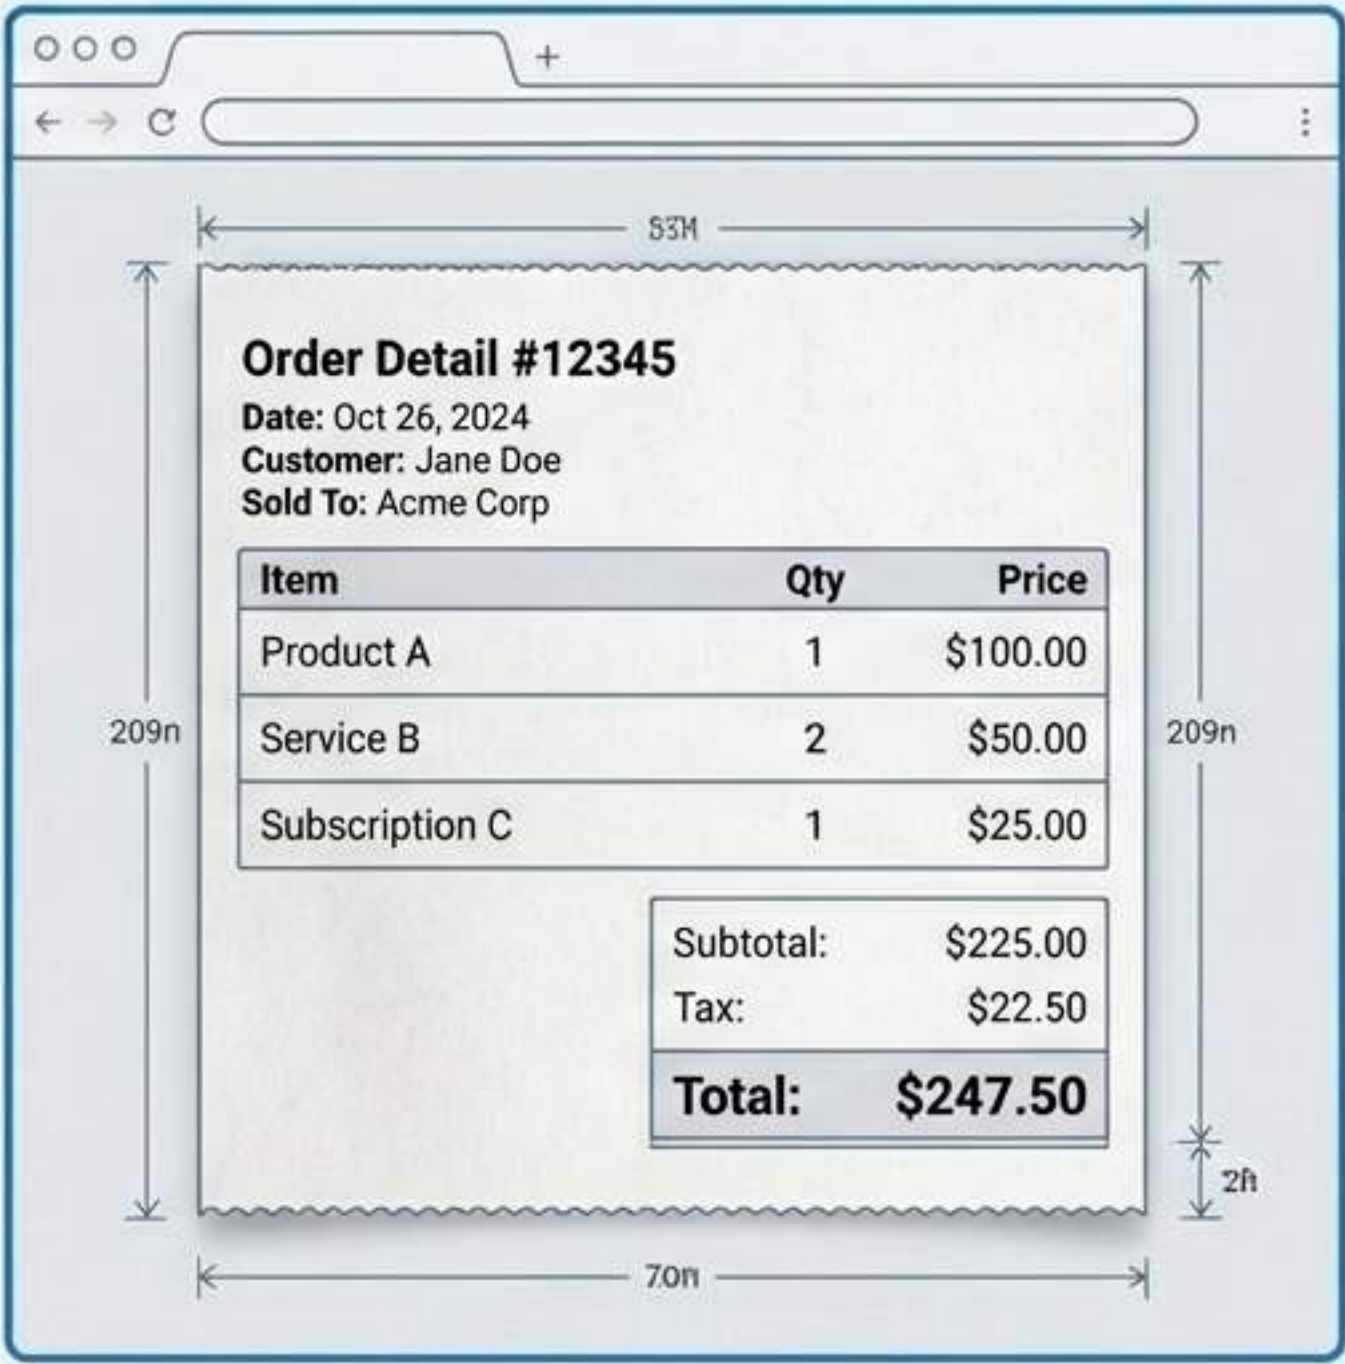 Order Detail #12345
Date: Oct 26, 2024
Customer: Jane Doe
Sold To: Acme Corp
Item Qty Price
Product A 1 $100.00
Service B 2 $50.00
209n 209n
Subscription C 1 $25.00
Subtotal: $225.00
Tax: $22.50
Total: $247.50